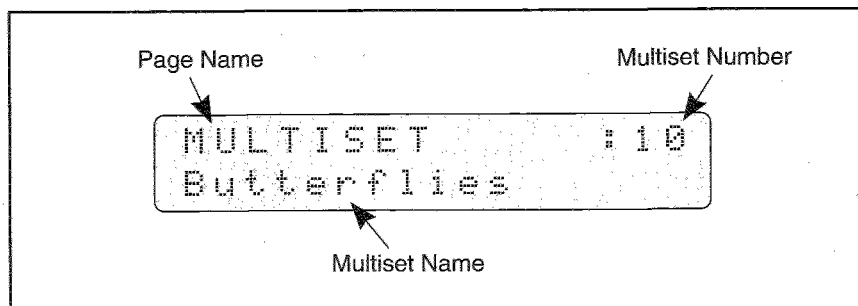 Page Name
Multiset Number
MULTISET :10
Butterflies
Multiset Name